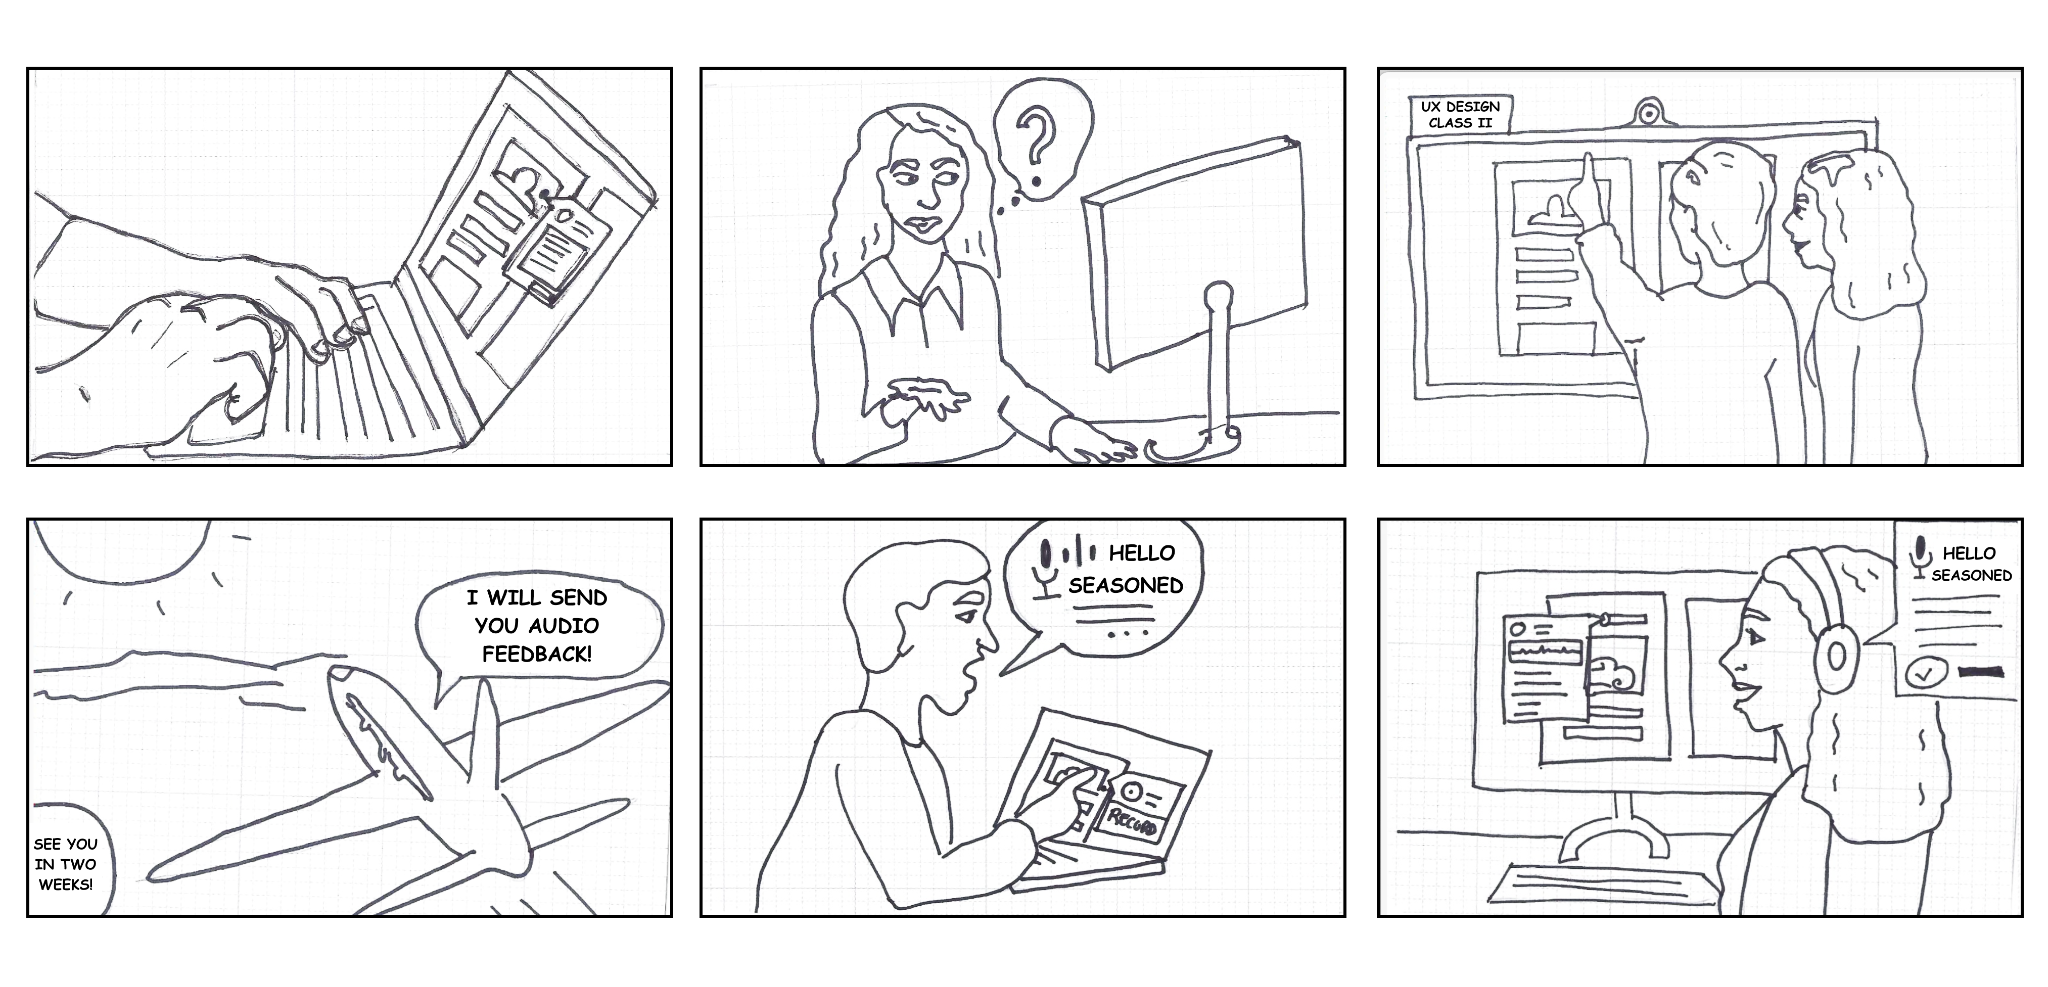 UX DESIGN
CLASS II
?
I WILL SEND
YOU AUDIO
FEEDBACK!
SEE YOU
IN TWO
WEEKS!
HELLO
SEASONED
...
RECORD
HELLO
SEASONED